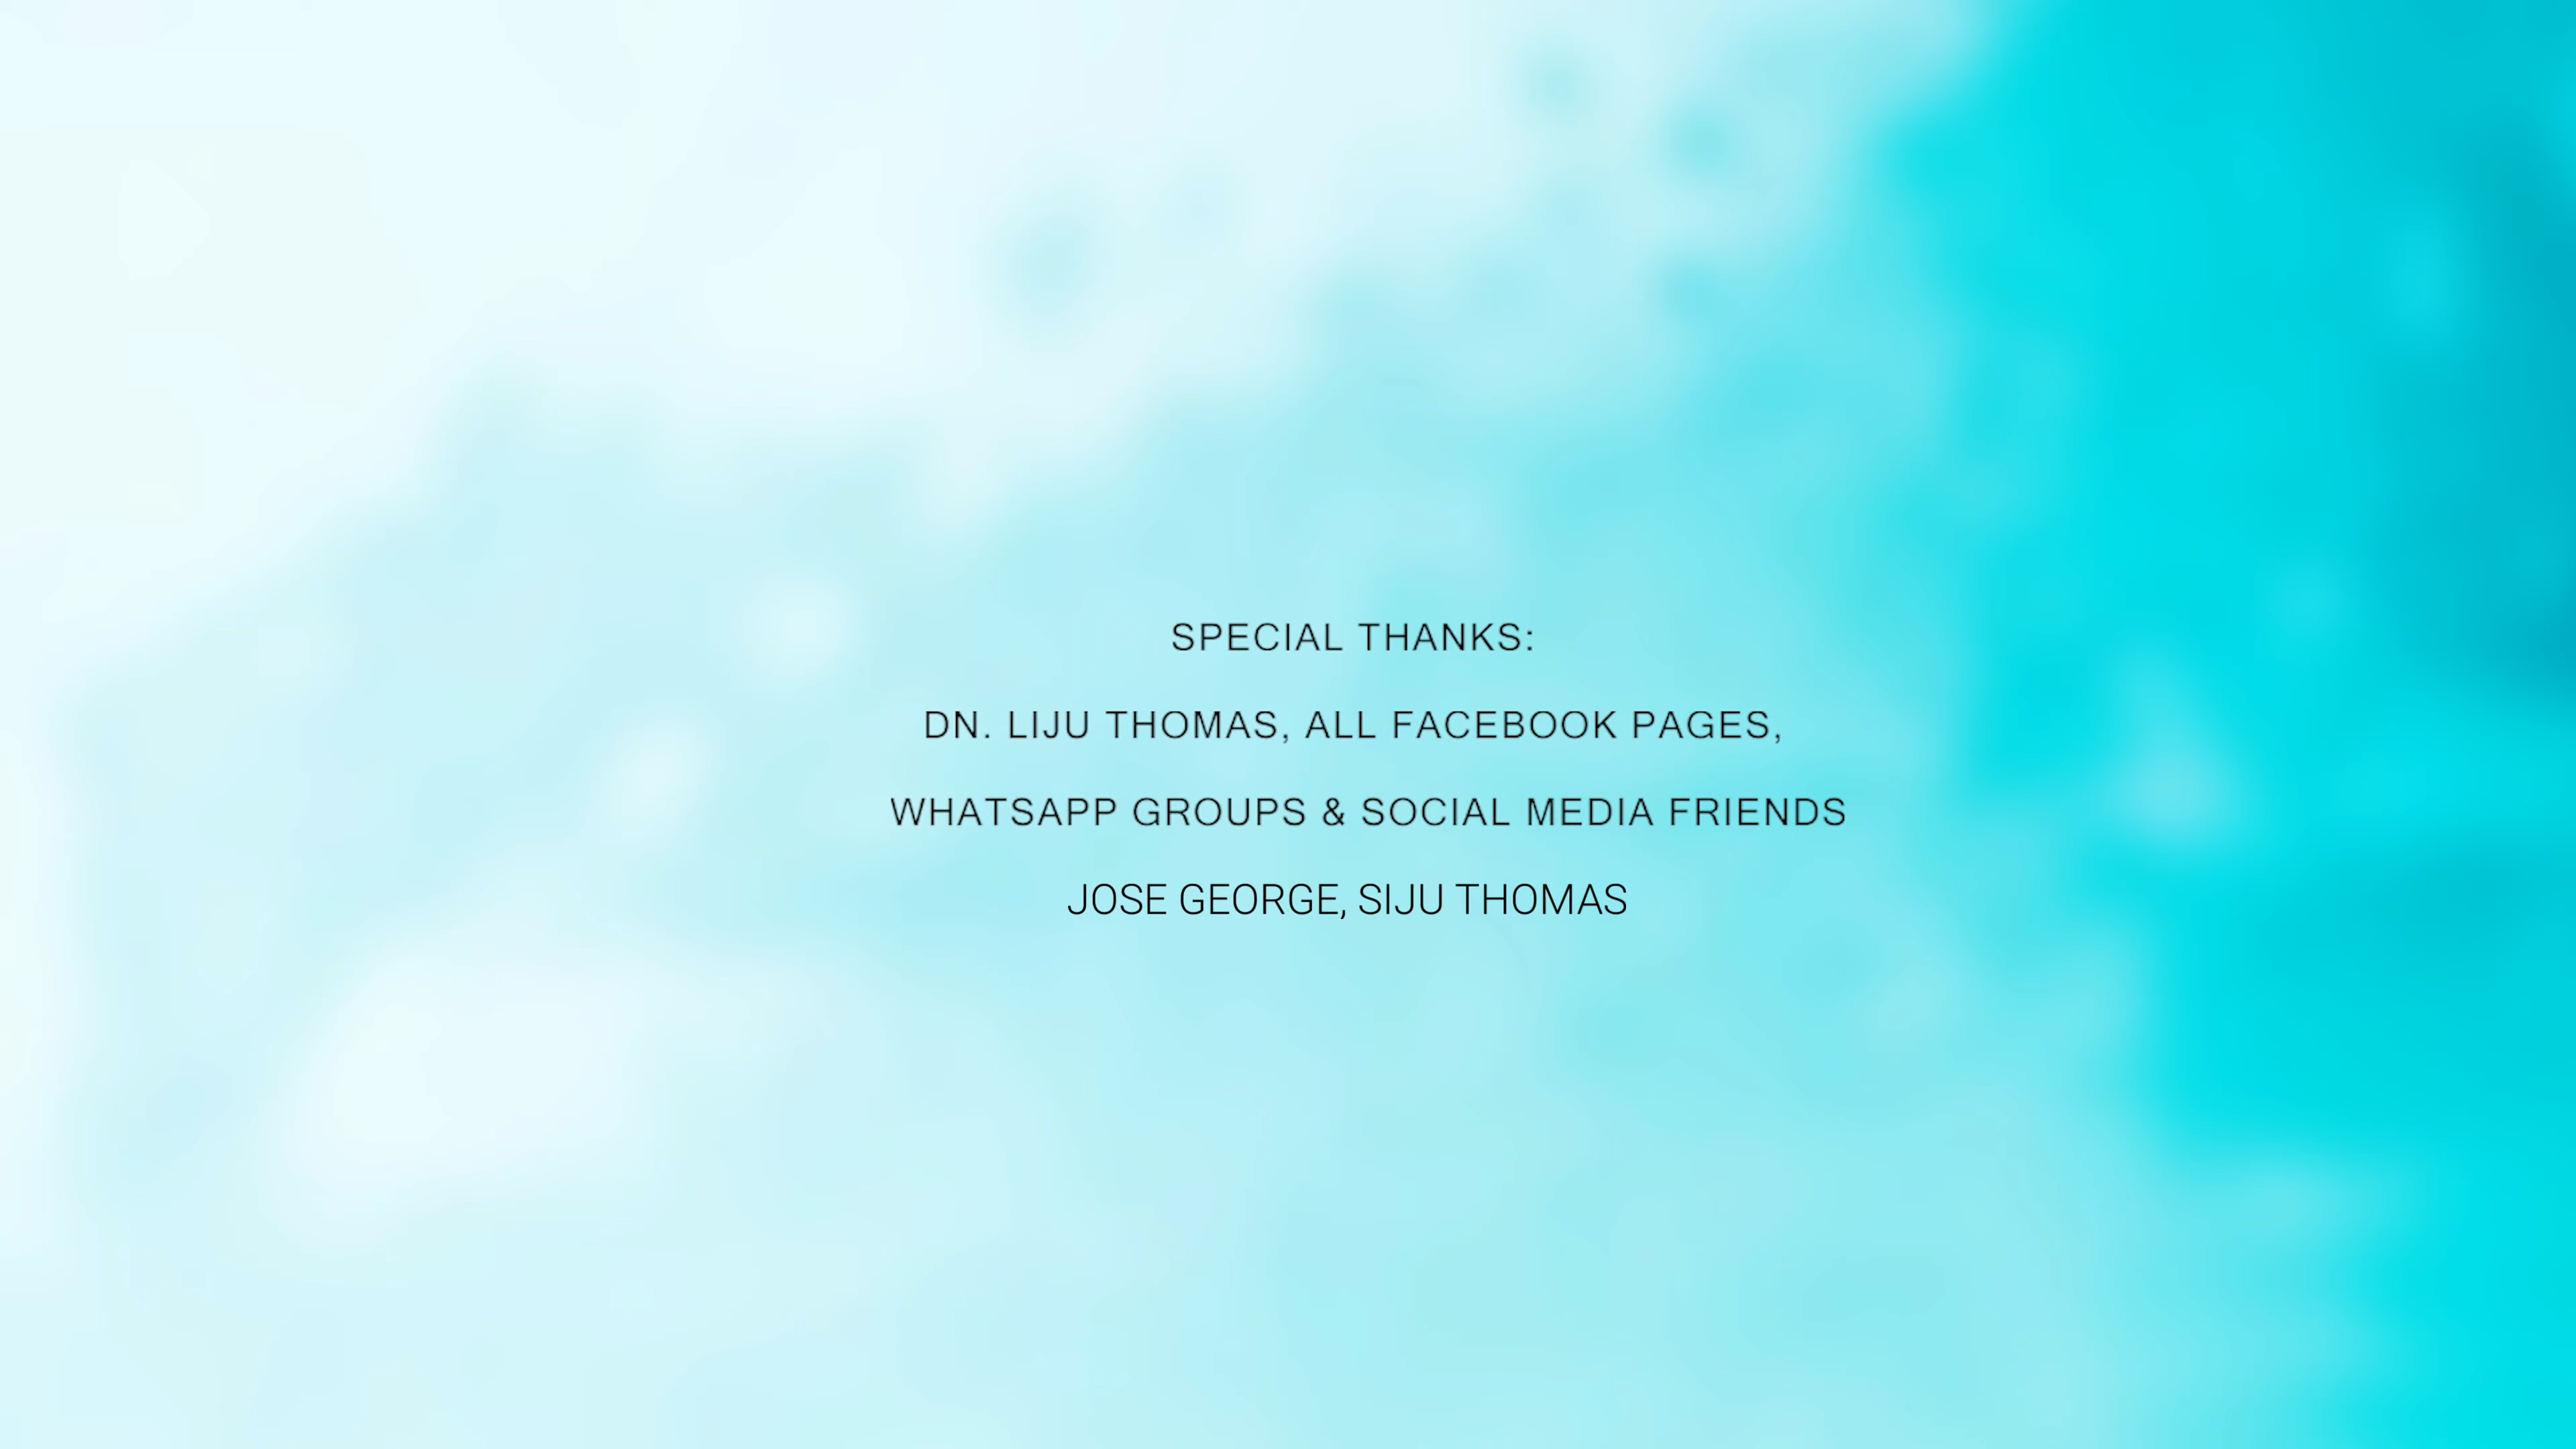 SPECIAL THANKS:
DN. LIJU THOMAS, ALL FACEBOOK PAGES,
WHATSAPP GROUPS & SOCIAL MEDIA FRIENDS
JOSE GEORGE, SIJU THOMAS